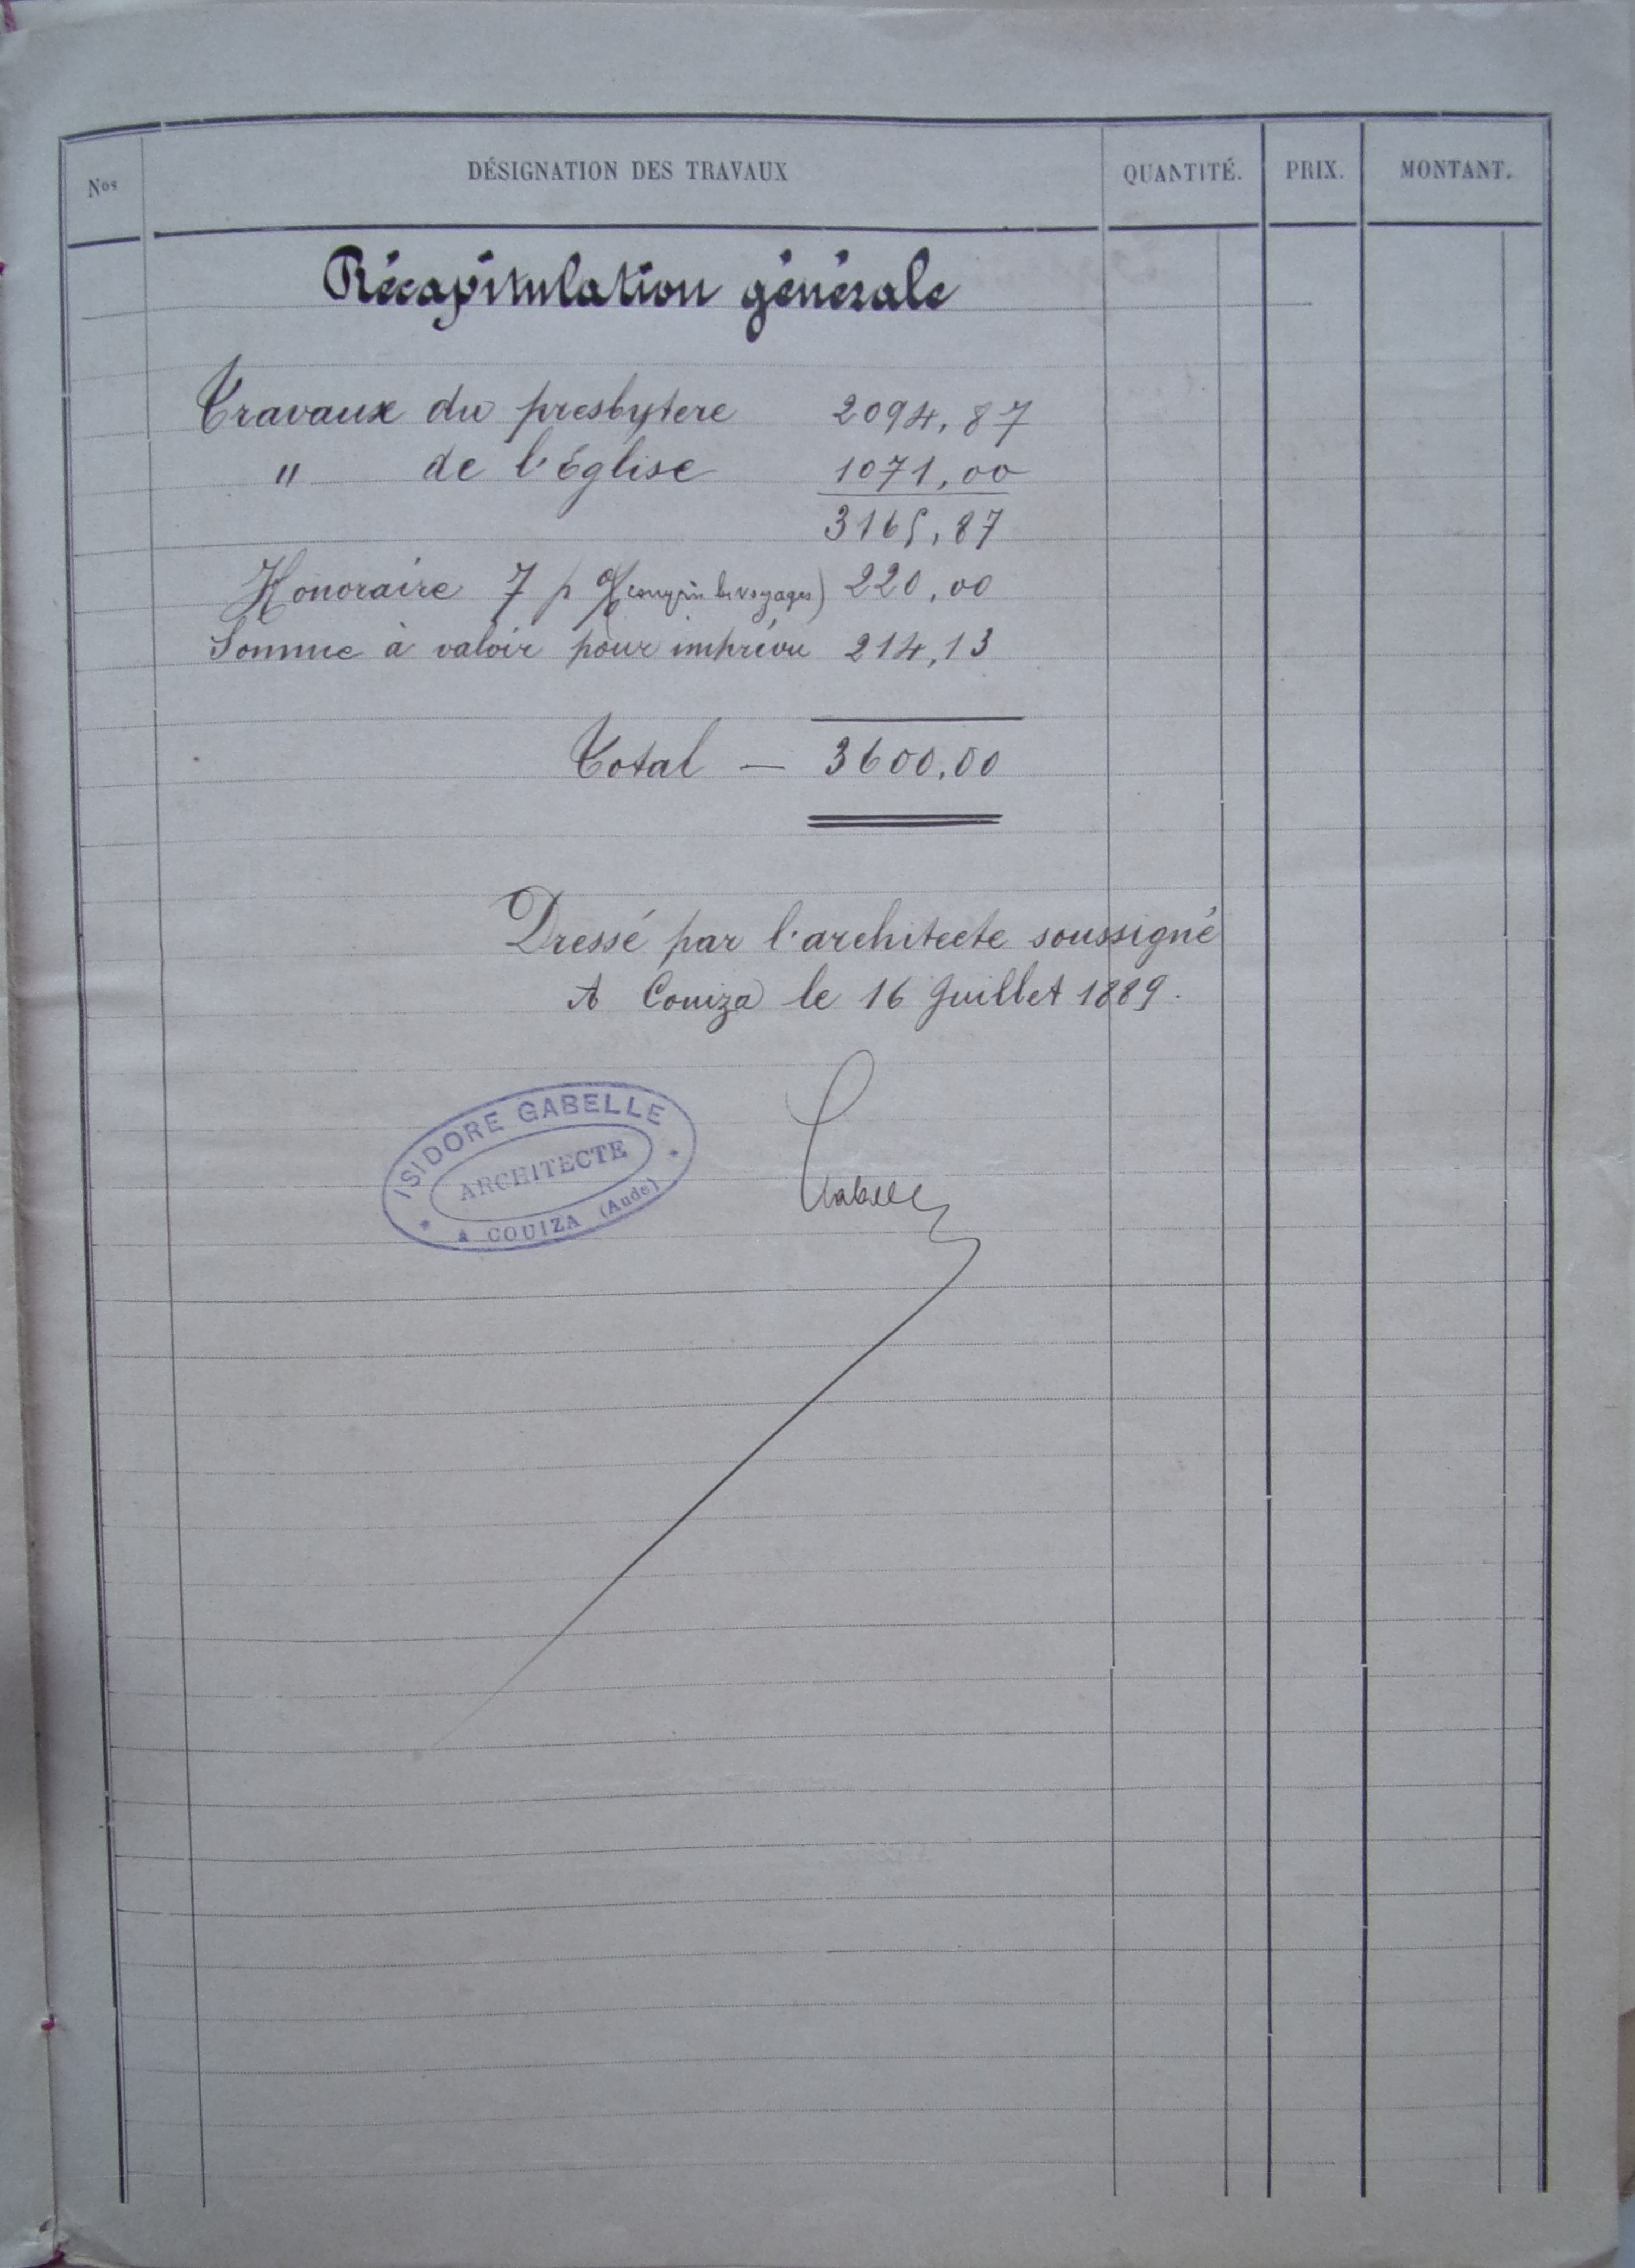 Nos DÉSIGNATION DES TRAVAUX QUANTITÉ. PRIX. MONTANT.
Récapitulation générale
Travaux du presbytere 2094,87
" de l'Église 1071,00
3165,87
Honoraire 7 p % (compris les voyages) 220,00
Somme à valoir pour imprévu 214,13
Total — 3600,00
Dressé par l'architecte soussigné
A Couiza le 16 Juillet 1889.
ISIDORE GABELLE
ARCHITECTE
à COUIZA (Aude)
Gabelle